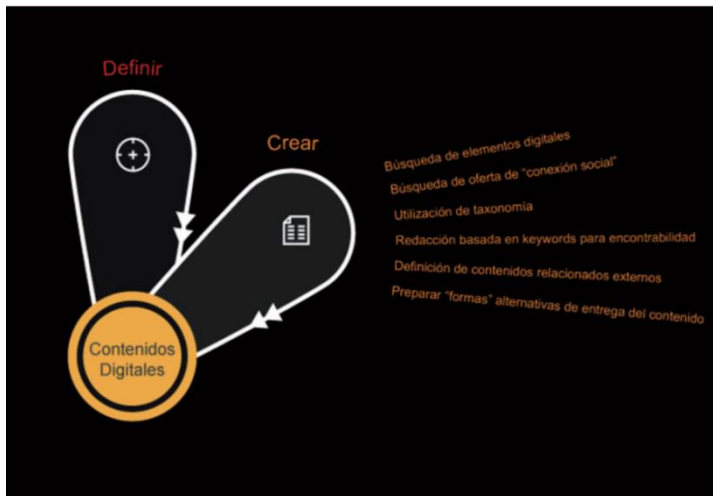 Definir
Crear
Búsqueda de elementos digitales
Búsqueda de oferta de "conexión social"
Utilización de taxonomía
Redacción basada en keywords para encontrabilidad
Definición de contenidos relacionados externos
Preparar "formas" alternativas de entrega del contenido
Contenidos
Digitales